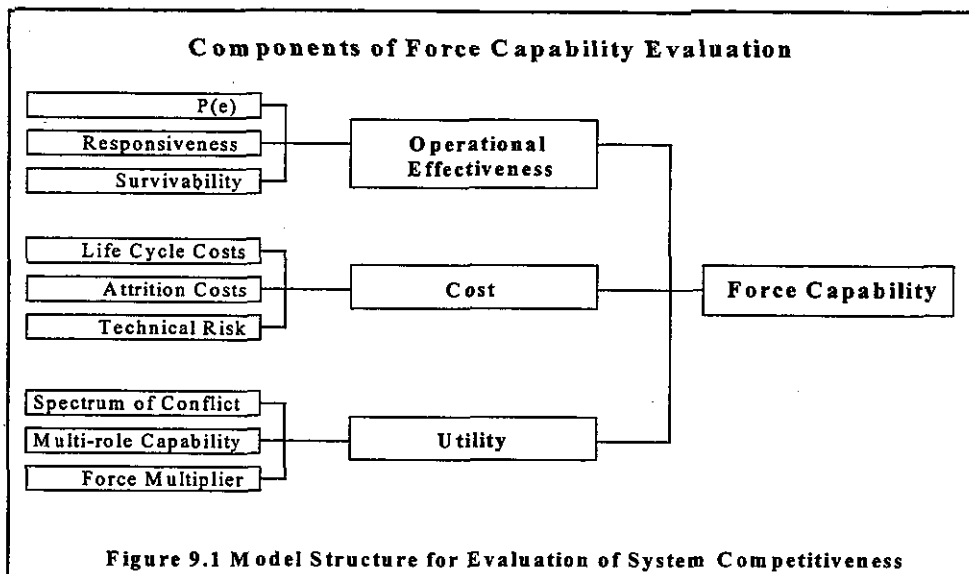 Components of Force Capability Evaluation
P(e)
Responsiveness
Survivability
Operational
Effectiveness
Life Cycle Costs
Attrition Costs
Technical Risk
Cost
Force Capability
Spectrum of Conflict
Multi-role Capability
Force Multiplier
Utility
Figure 9.1 Model Structure for Evaluation of System Competitiveness